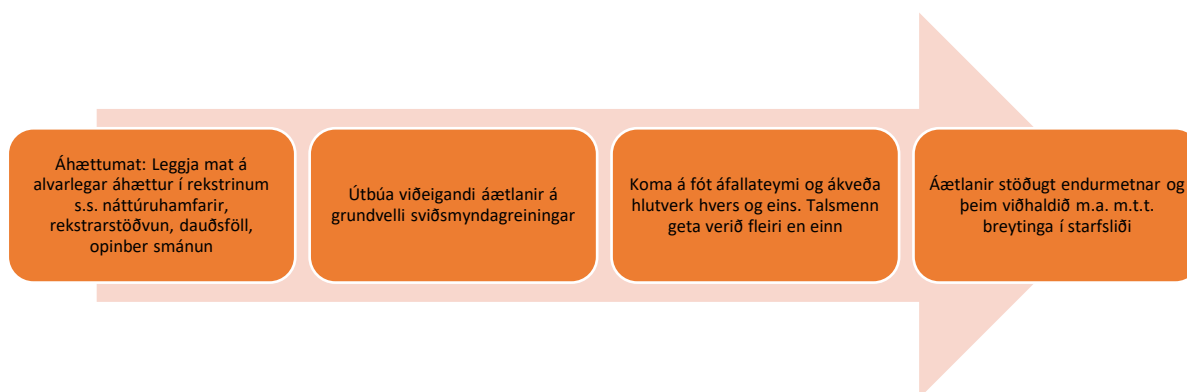 Áhættumat: Leggja mat á
alvarlegar áhættur í rekstrinum
s.s. náttúruhamfarir,
rekstrarstöðvun, dauðsföll,
opinber smánun
Útbúa viðeigandi áætlanir á
grundvelli sviðsmyndagreiningar
Koma á fót áfallateymi og ákveða
hlutverk hvers og eins. Talsmenn
geta verið fleiri en einn
Áætlanir stöðugt endurmetnar og
þeim viðhaldið m.a. m.t.t.
breytinga í starfsliði